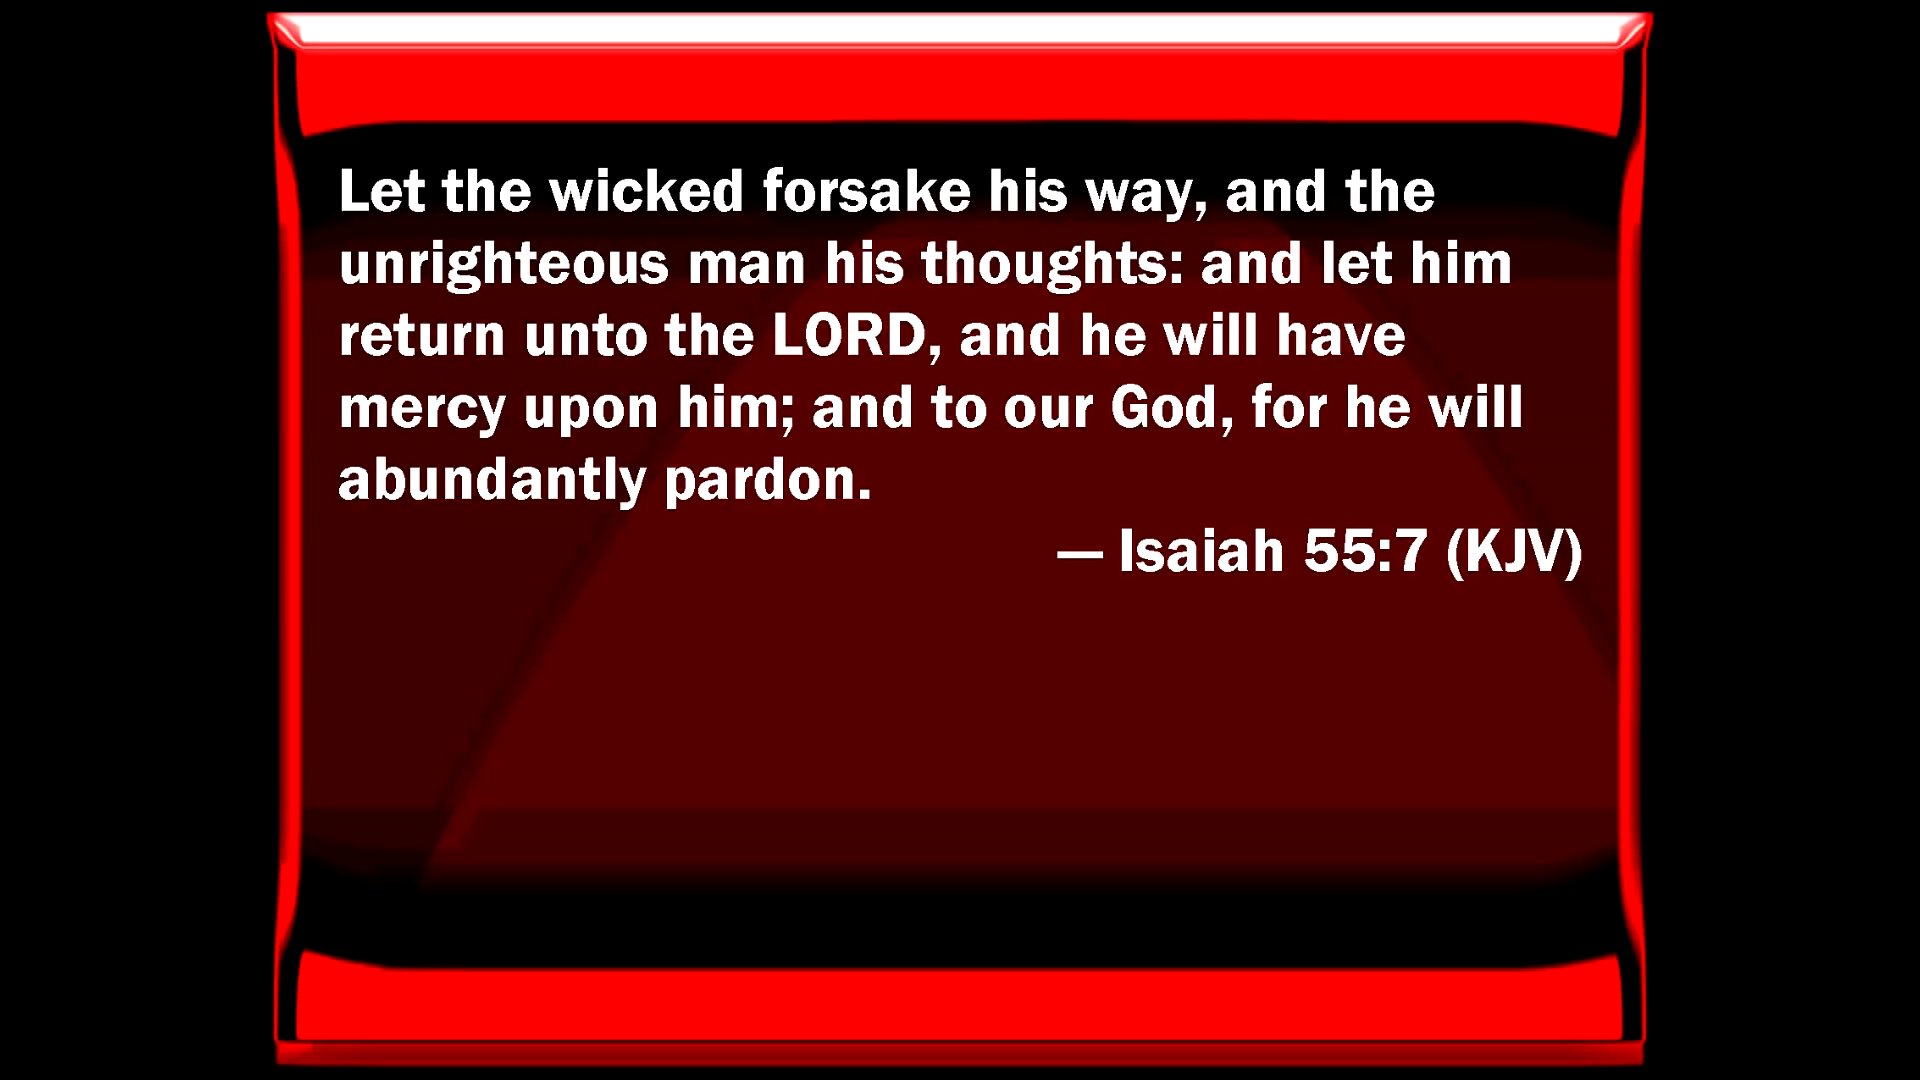 Let the wicked forsake his way, and the
unrighteous man his thoughts: and let him
return unto the LORD, and he will have
mercy upon him; and to our God, for he will
abundantly pardon.
— Isaiah 55:7 (KJV)